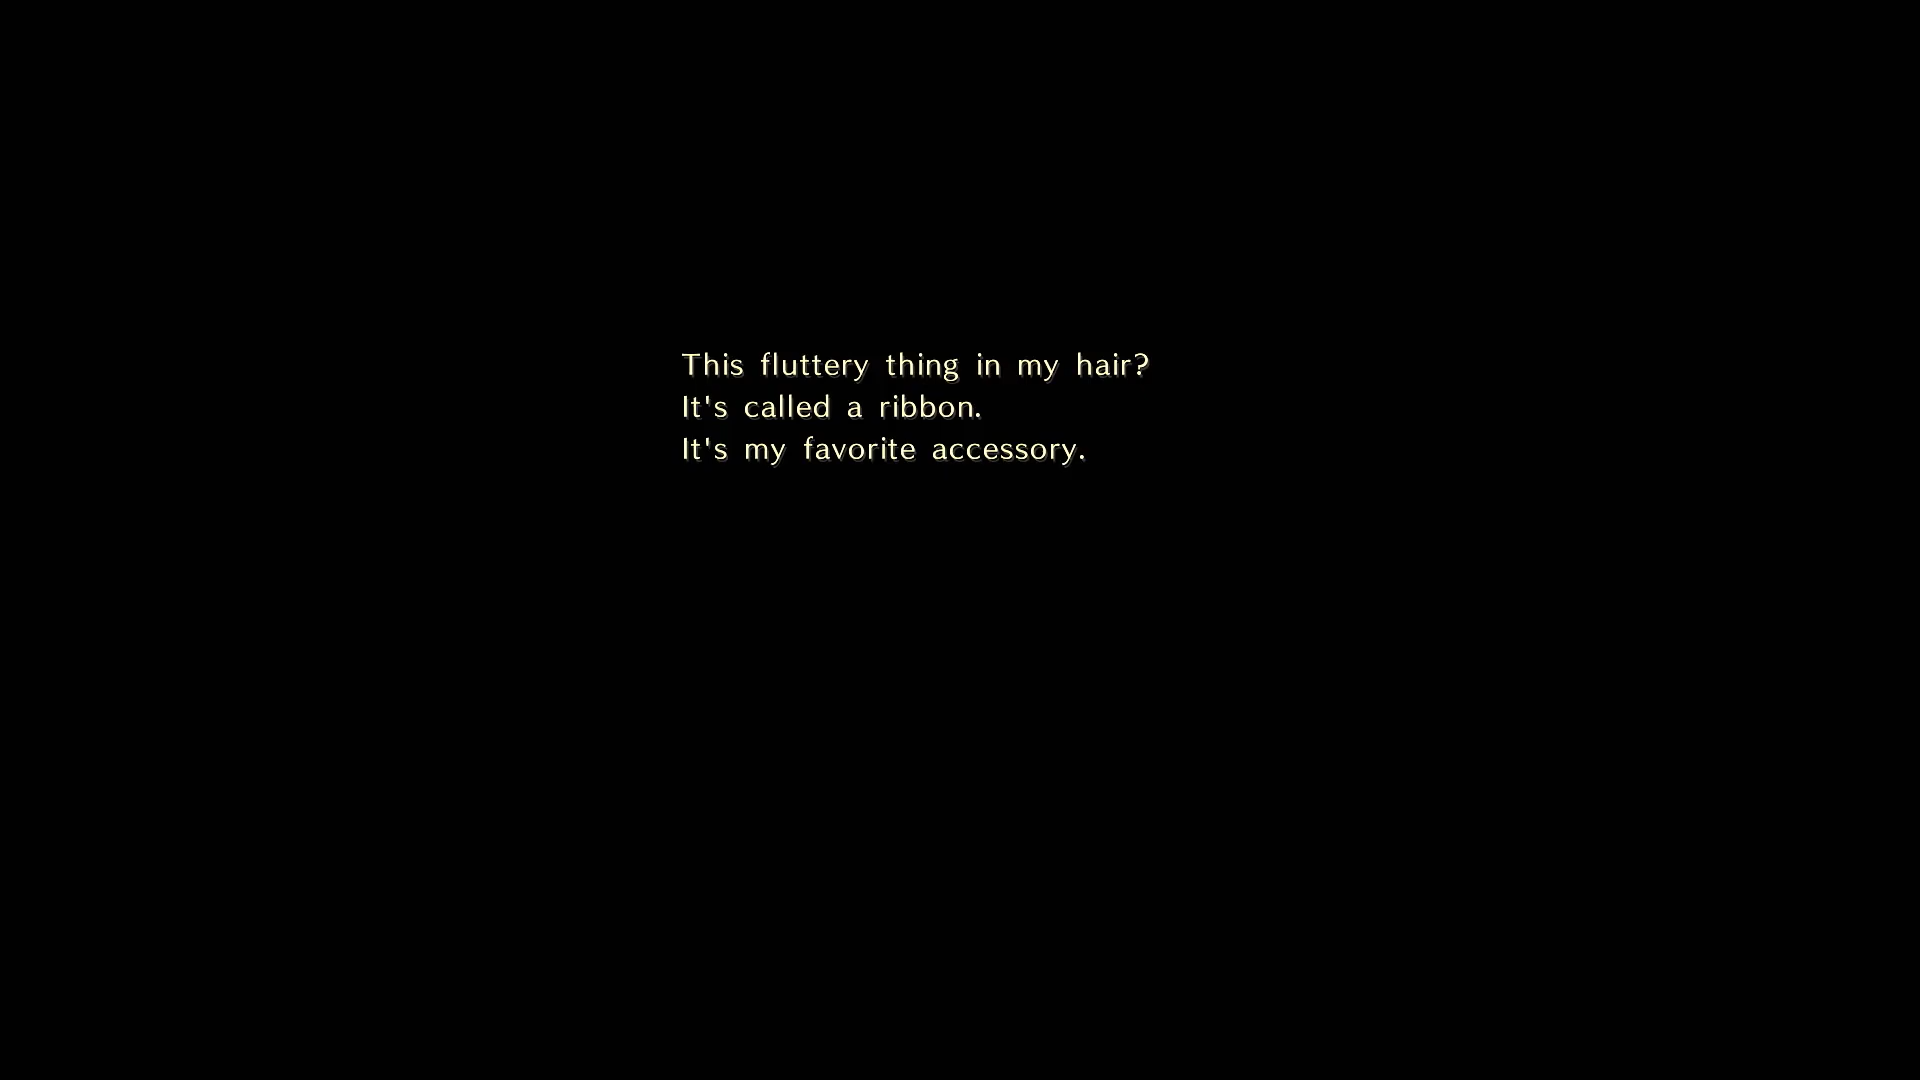 This fluttery thing in my hair?
It's called a ribbon.
It's my favorite accessory.